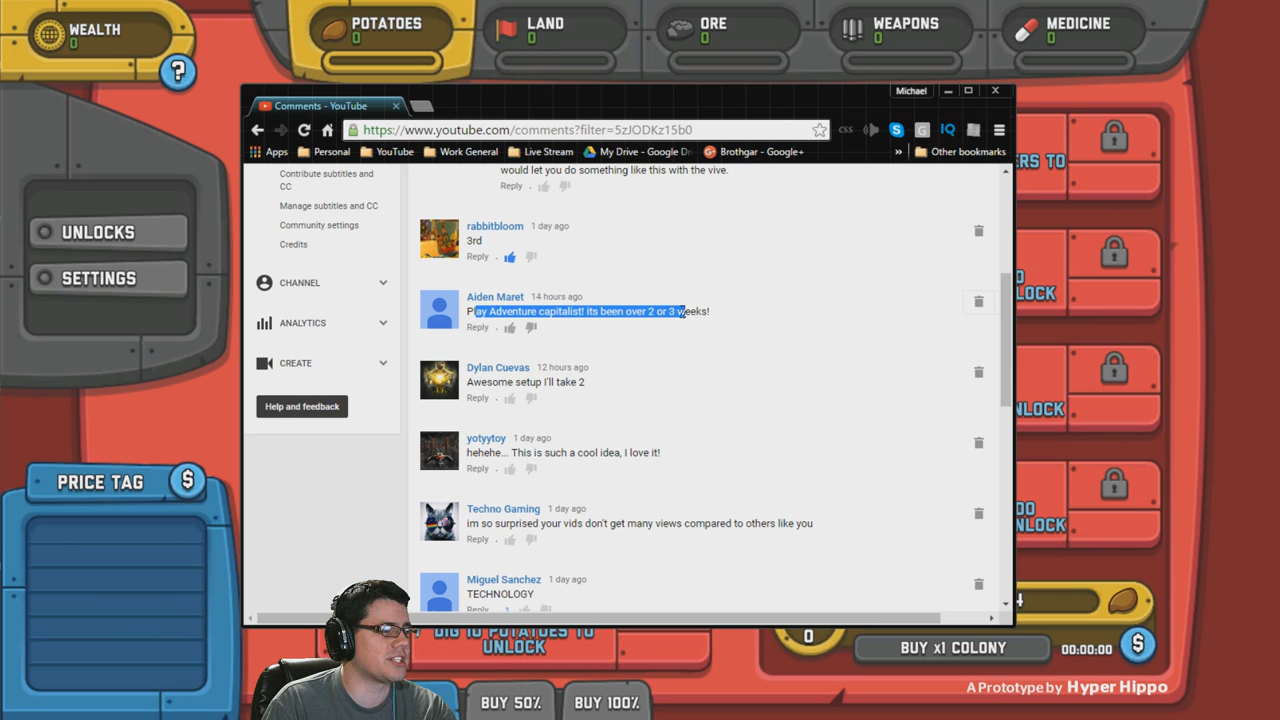 WEALTH
0
?
POTATOES
0
LAND
0
ORE
0
WEAPONS
0
MEDICINE
0
Michael
Comments - YouTube
https://www.youtube.com/comments?filter=5zJODKz15b0
Apps
Personal
YouTube
Work General
Live Stream
My Drive - Google Dr
Brothgar - Google+
»
Other bookmarks
Contribute subtitles and
CC
Manage subtitles and CC
Community settings
Credits
CHANNEL
ANALYTICS
CREATE
Help and feedback
would let you do something like this with the vive.
Reply
rabbitbloom 1 day ago
3rd
Reply
Aiden Maret 14 hours ago
Play Adventure capitalist! its been over 2 or 3 weeks!
Reply
Dylan Cuevas 12 hours ago
Awesome setup I'll take 2
Reply
yotyytoy 1 day ago
hehehe... This is such a cool idea, I love it!
Reply
Techno Gaming 1 day ago
im so surprised your vids don't get many views compared to others like you
Reply
Miguel Sanchez 1 day ago
TECHNOLOGY
Reply 1
UNLOCKS
SETTINGS
PRICE TAG $
ERS TO
LOCK
NLOCK
UNLOCK
DIG 10 POTATOES TO
UNLOCK
0
BUY x1 COLONY
00:00:00
$
BUY 50%
BUY 100%
A Prototype by Hyper Hippo